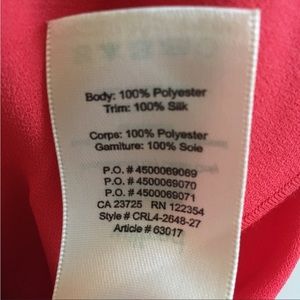 Body: 100% Polyester
Trim: 100% Silk
Corps: 100% Polyester
Garniture: 100% Soie
P.O. # 4500069069
P.O. # 4500069070
P.O. # 4500069071
CA 23725 RN 122354
Style # CRL4-2648-27
Article # 63017